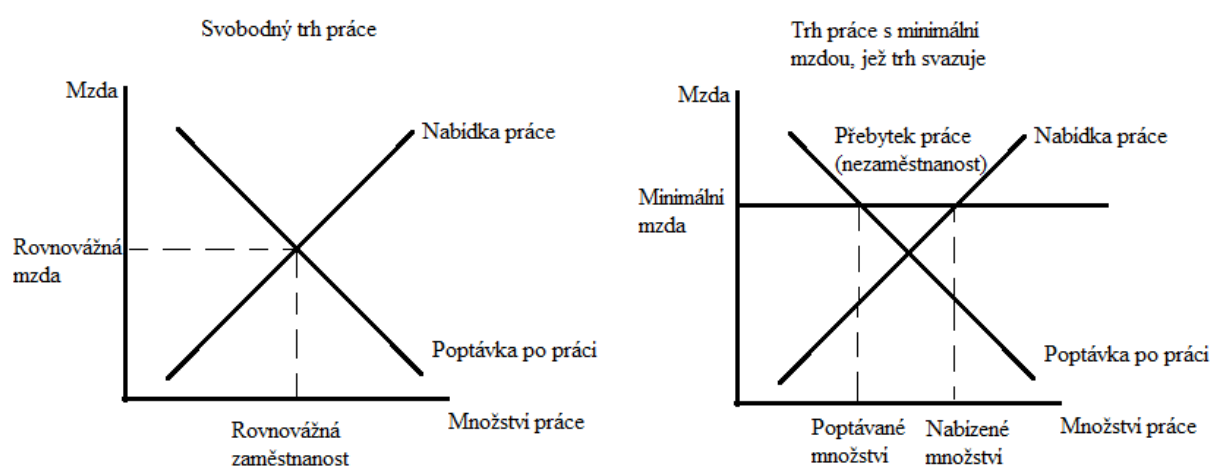 Svobodný trh práce
Mzda
Nabídka práce
Rovnovážná
mzda
Poptávka po práci
Množství práce
Rovnovážná
zaměstnanost
Trh práce s minimální
mzdou, jež trh svazuje
Mzda
Přebytek práce
(nezaměstnanost)
Nabídka práce
Minimální
mzda
Poptávka po práci
Množství práce
Poptávané
množství
Nabízené
množství